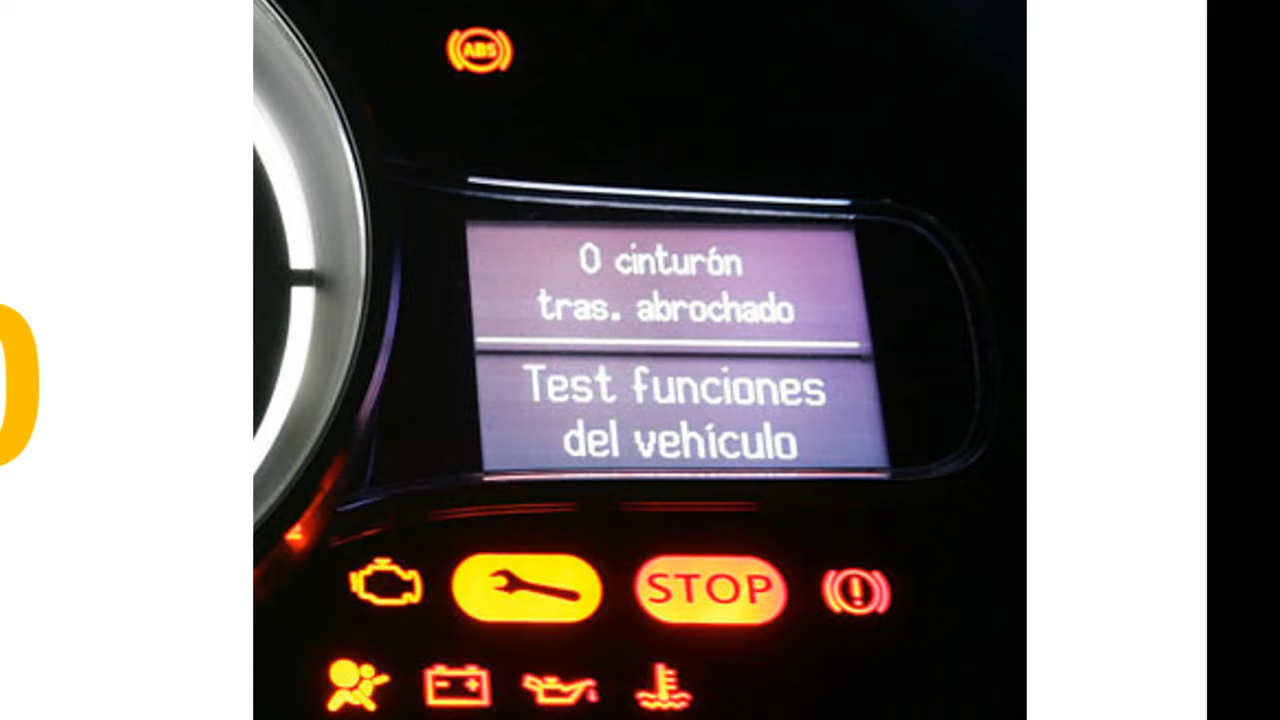 ABS
0 cinturón
tras. abrochado
Test funciones
del vehículo
STOP